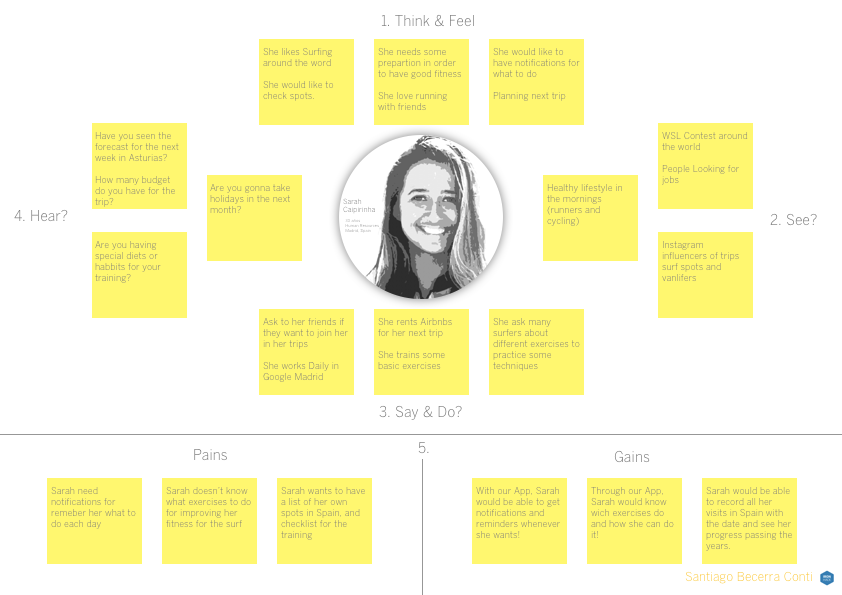 1. Think & Feel
She likes Surfing
around the word
She would like to
check spots.
She needs some
prepartion in order
to have good fitness
She love running
with friends
She would like to
have notifications for
what to do
Planning next trip
Have you seen the
forecast for the next
week in Asturias?
How many budget
do you have for the
trip?
Are you gonna take
holidays in the next
month?
4. Hear?
Are you having
special diets or
habbits for your
training?
Sarah
Caipirinha
Madrid, Spain
Healthy lifestyle in
the mornings
(runners and
cycling)
WSL Contest around
the world
People Looking for
jobs
2. See?
Instagram
influencers of trips
surf spots and
vanlifers
Ask to her friends if
they want to join her
in her trips
She works Daily in
Google Madrid
She rents Airbnbs
for her next trip
She trains some
basic exercises
She ask many
surfers about
different exercises to
practice some
techniques
3. Say & Do?
5.
Pains
Sarah need
notifications for
remeber her what to
do each day
Sarah doesn't know
what exercises to do
for improving her
fitness for the surf
Sarah wants to have
a list of her own
spots in Spain, and
checklist for the
training
Gains
With our App, Sarah
would be able to get
notifications and
reminders whenever
she wants!
Through our App,
Sarah would know
wich exercises do
and how she can do
it!
Sarah would be able
to record all her
visits in Spain with
the date and see her
progress passing the
years.
Santiago Becerra Conti